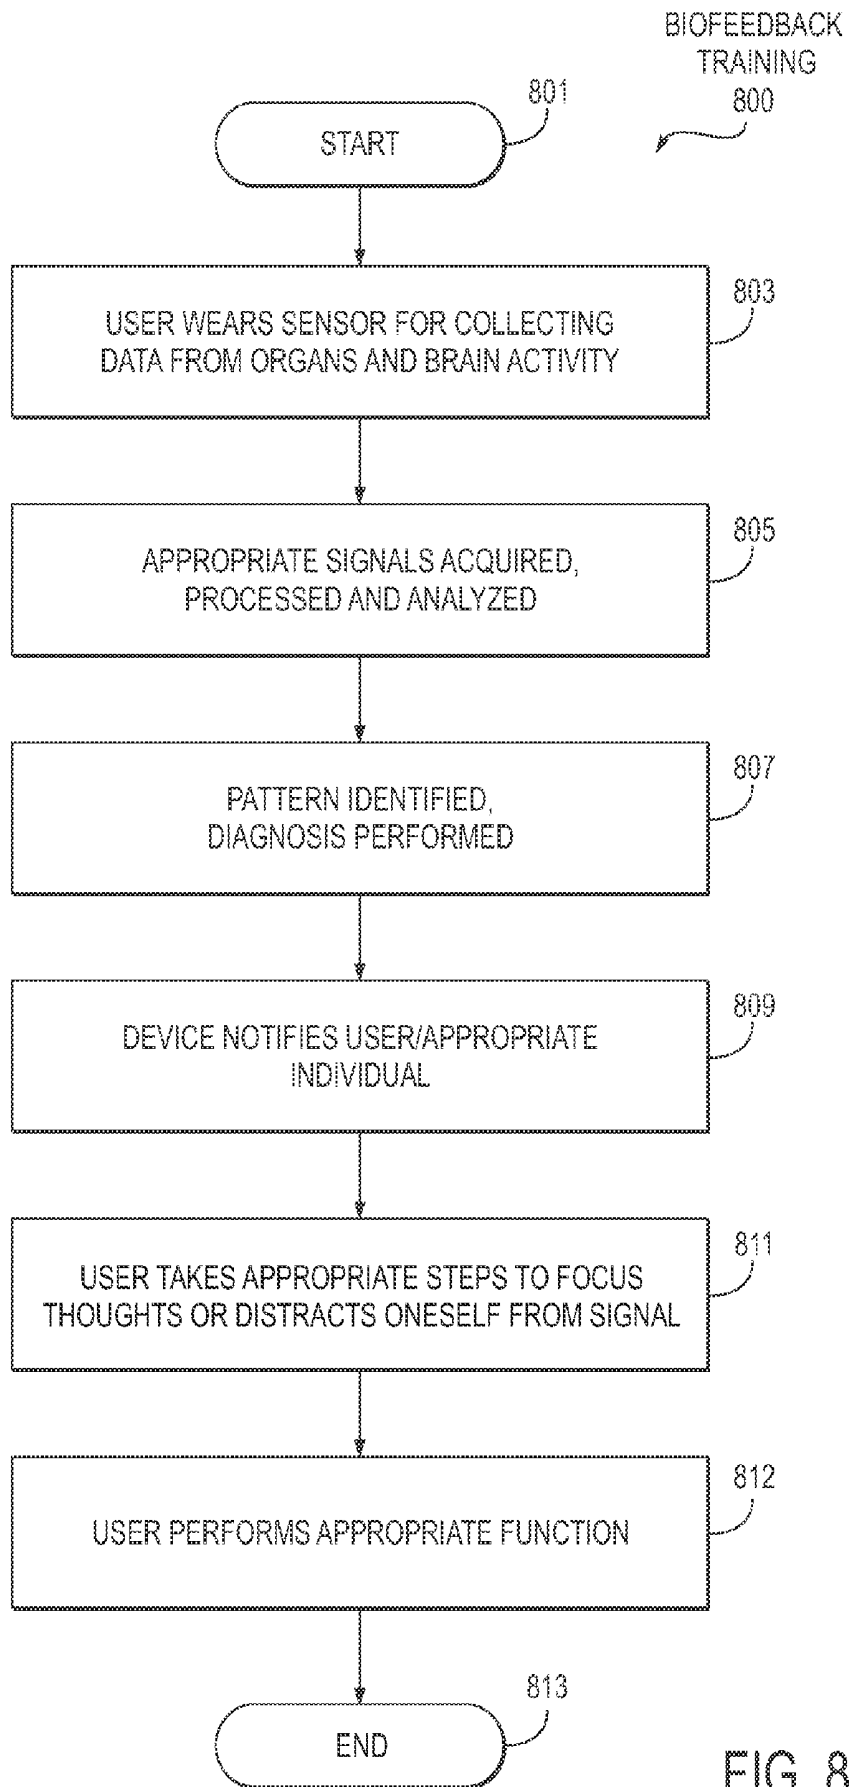 BIOFEEDBACK
TRAINING
800
801
START
803
USER WEARS SENSOR FOR COLLECTING
DATA FROM ORGANS AND BRAIN ACTIVITY
805
APPROPRIATE SIGNALS ACQUIRED,
PROCESSED AND ANALYZED
807
PATTERN IDENTIFIED,
DIAGNOSIS PERFORMED
809
DEVICE NOTIFIES USER/APPROPRIATE
INDIVIDUAL
811
USER TAKES APPROPRIATE STEPS TO FOCUS
THOUGHTS OR DISTRACTS ONESELF FROM SIGNAL
812
USER PERFORMS APPROPRIATE FUNCTION
813
END
FIG. 8